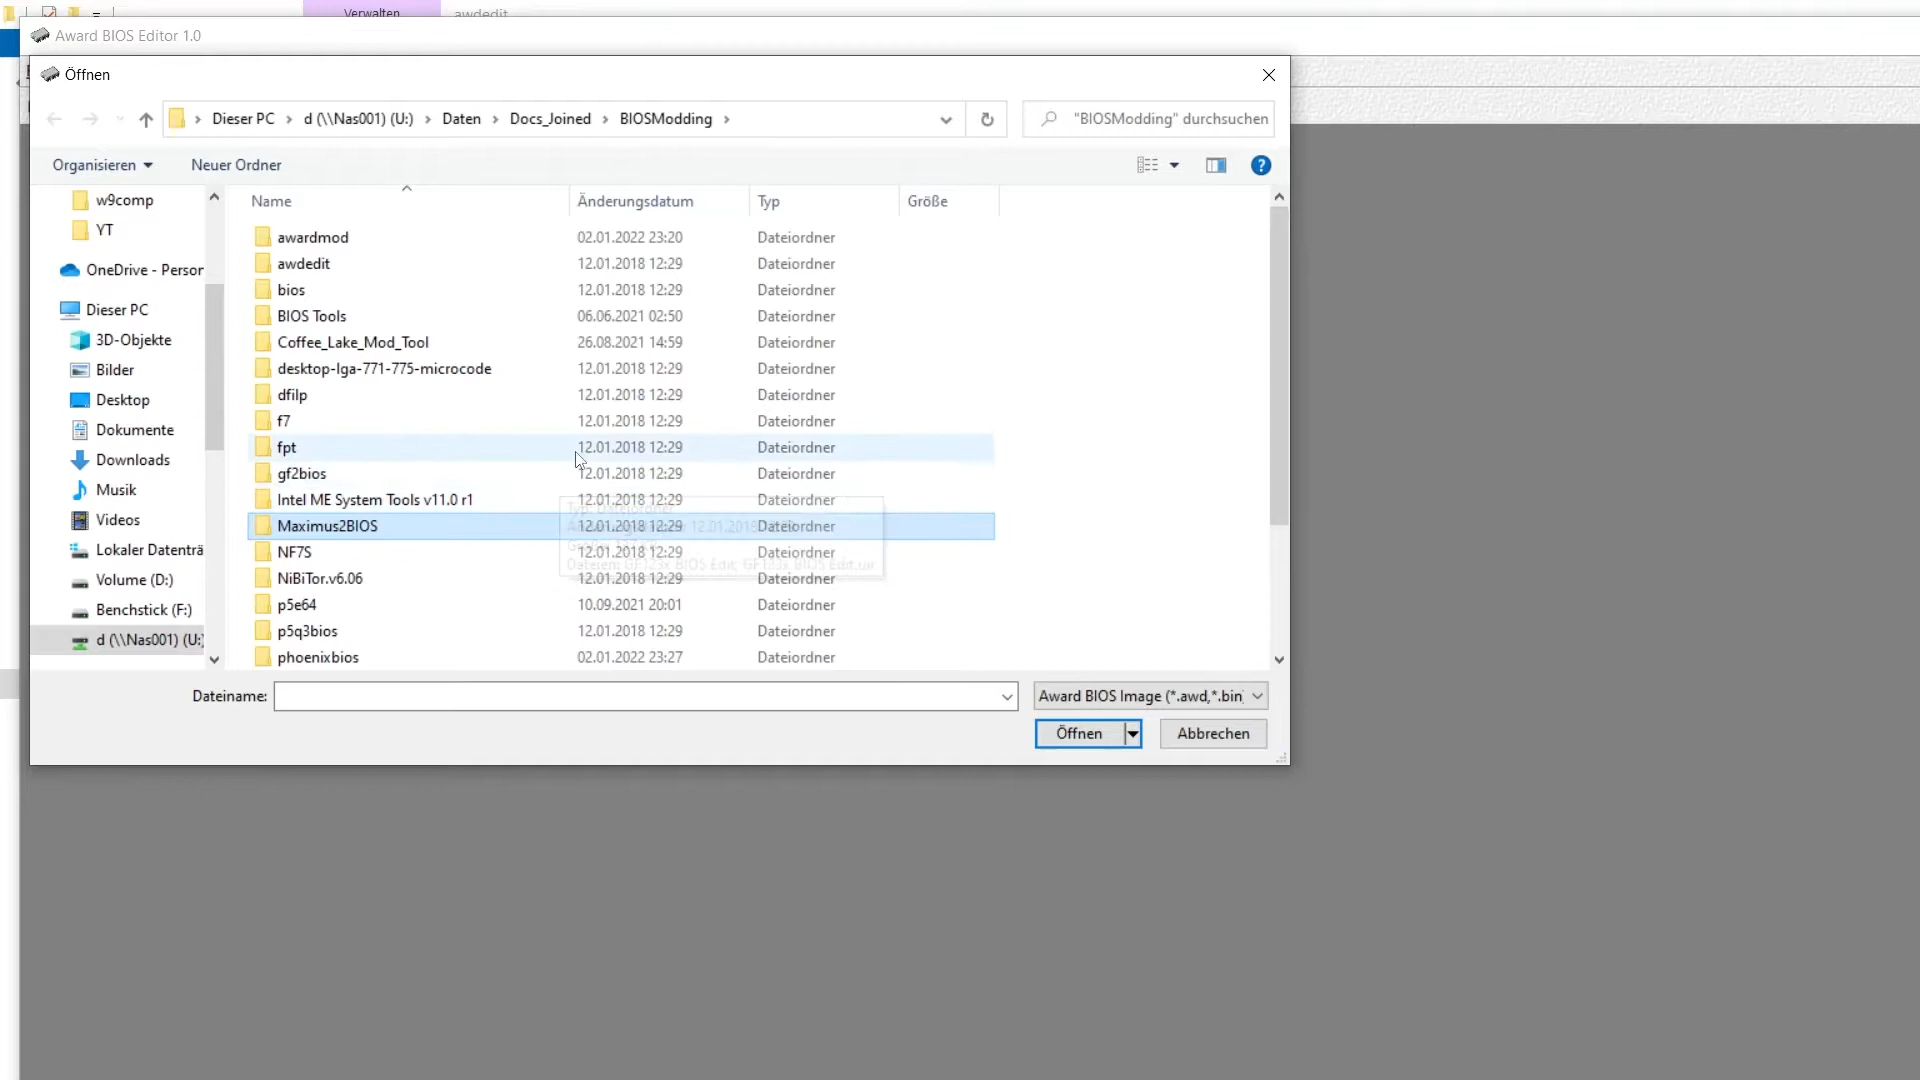 Verwalten
awdedit
Award BIOS Editor 1.0
Öffnen
Dieser PC
d (\\Nas001) (U:)
Daten
Docs_Joined
BIOSModding
"BIOSModding" durchsuchen
Organisieren
Neuer Ordner
Name
Änderungsdatum
Typ
Größe
w9comp
YT
OneDrive - Person
Dieser PC
3D-Objekte
Bilder
Desktop
Dokumente
Downloads
Musik
Videos
Lokaler Datenträ
Volume (D:)
Benchstick (F:)
d (\\Nas001) (U:)
awardmod 02.01.2022 23:20 Dateiordner
awdedit 12.01.2018 12:29 Dateiordner
bios 12.01.2018 12:29 Dateiordner
BIOS Tools 06.06.2021 02:50 Dateiordner
Coffee_Lake_Mod_Tool 26.08.2021 14:59 Dateiordner
desktop-lga-771-775-microcode 12.01.2018 12:29 Dateiordner
dfilp 12.01.2018 12:29 Dateiordner
f7 12.01.2018 12:29 Dateiordner
fpt 12.01.2018 12:29 Dateiordner
gf2bios 12.01.2018 12:29 Dateiordner
Intel ME System Tools v11.0 r1 12.01.2018 12:29 Dateiordner
Maximus2BIOS 12.01.2018 12:29 Dateiordner
NF7S 12.01.2018 12:29 Dateiordner
NiBiTor.v6.06 12.01.2018 12:29 Dateiordner
p5e64 10.09.2021 20:01 Dateiordner
p5q3bios 12.01.2018 12:29 Dateiordner
phoenixbios 02.01.2022 23:27 Dateiordner
Typ: Dateiordner
Dateiname:
Award BIOS Image (*.awd,*.bin
Öffnen
Abbrechen